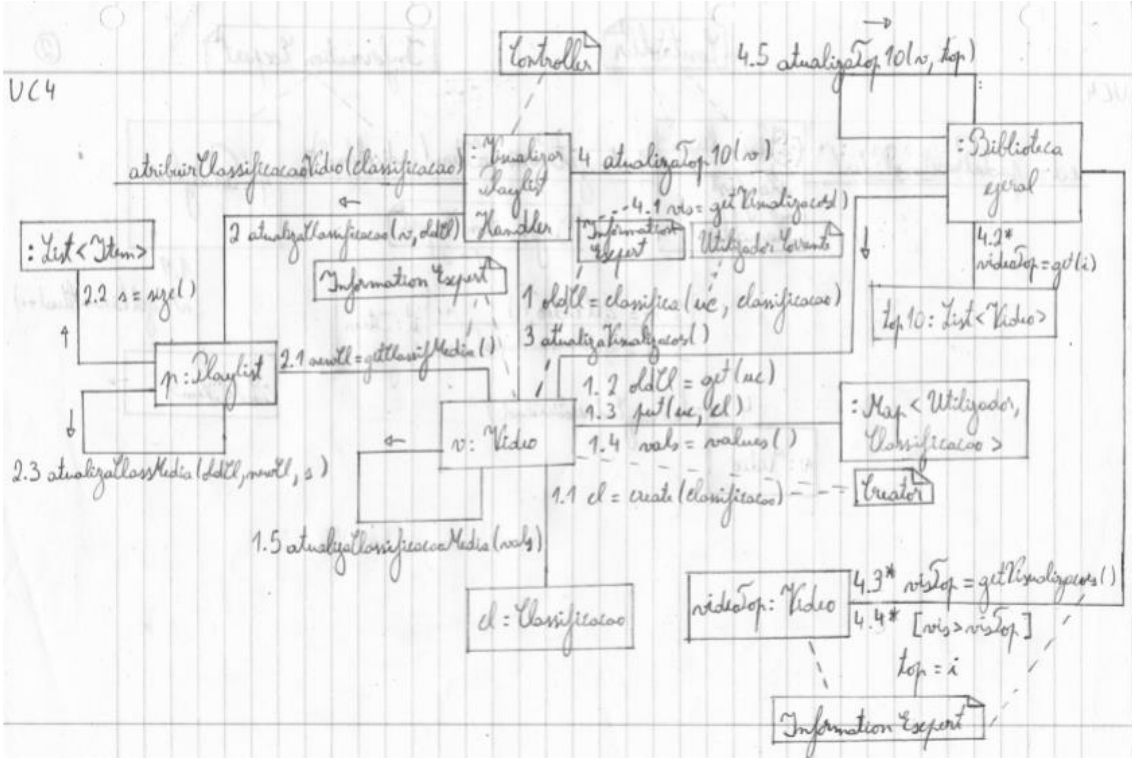 UC4
Controller
4.5 atualizaTop10(v, top)
atribuirClassificacaoVideo(classificacao)
:Visualizar
Playlist
Handler
4 atualizaTop10(v)
:Biblioteca
geral
2 atualizaClassificacao(v, oldCl)
4.1 vis = getVisualizacoes()
Information
Expert
Utilizador Corrente
4.2*
videoTop = get(i)
: List<Item>
2.2 s = size()
Information Expert
1 oldCl = classifica(uc, classificacao)
3 atualizaVisualizacoes()
top10: List<Video>
p: Playlist
2.1 newCl = getClassifMedia()
1.2 oldCl = get(uc)
1.3 put(uc, cl)
1.4 vals = values()
: Map < Utilizador,
Classificacao >
v: Video
2.3 atualizaClassMedia(oldCl, newCl, s)
1.1 cl = create(classificacao)
Creator
1.5 atualizaClassificacaoMedia(vals)
cl: Classificacao
videoTop: Video
4.3* visTop = getVisualizacoes()
4.4* [vis>visTop]
top = i
Information Expert